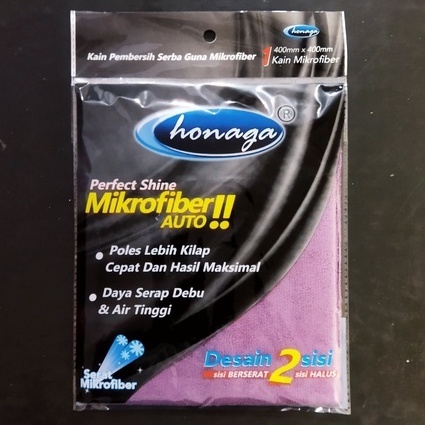 Kain Pembersih Serba Guna Mikrofiber
honaga
1 400mm x 400mm
Kain Mikrofiber
honaga®
Perfect Shine
Mikrofiber!!
AUTO
Poles Lebih Kilap
Cepat Dan Hasil Maksimal
Daya Serap Debu
& Air Tinggi
Serat
Mikrofiber
Desain 2 sisi
sisi BERSERAT
sisi HALUS